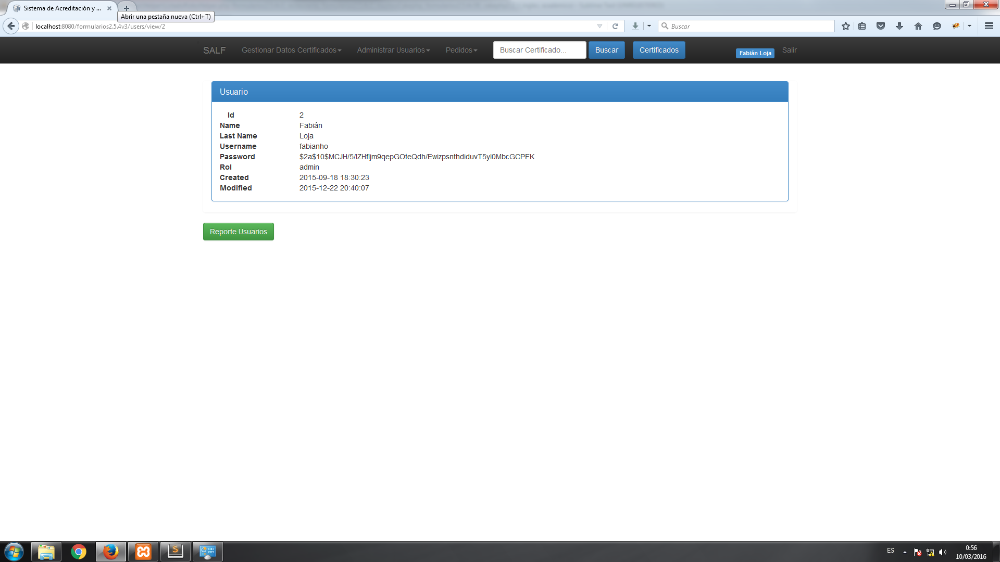 Sistema de Acreditación y ...
Abrir una pestaña nueva (Ctrl+T)
localhost:8080/formularios2.5.4v3/users/view/2
Buscar
SALF
Gestionar Datos Certificados
Administrar Usuarios
Pedidos
Buscar Certificado...
Buscar
Certificados
Fabián Loja
Salir
Usuario
Id 2
Name Fabián
Last Name Loja
Username fabianho
Password $2a$10$MCJH/5/lZHfljm9qepGOteQdh/EwizpsnthdiduvT5yl0MbcGCPFK
Rol admin
Created 2015-09-18 18:30:23
Modified 2015-12-22 20:40:07
Reporte Usuarios
ES
0:56
10/03/2016